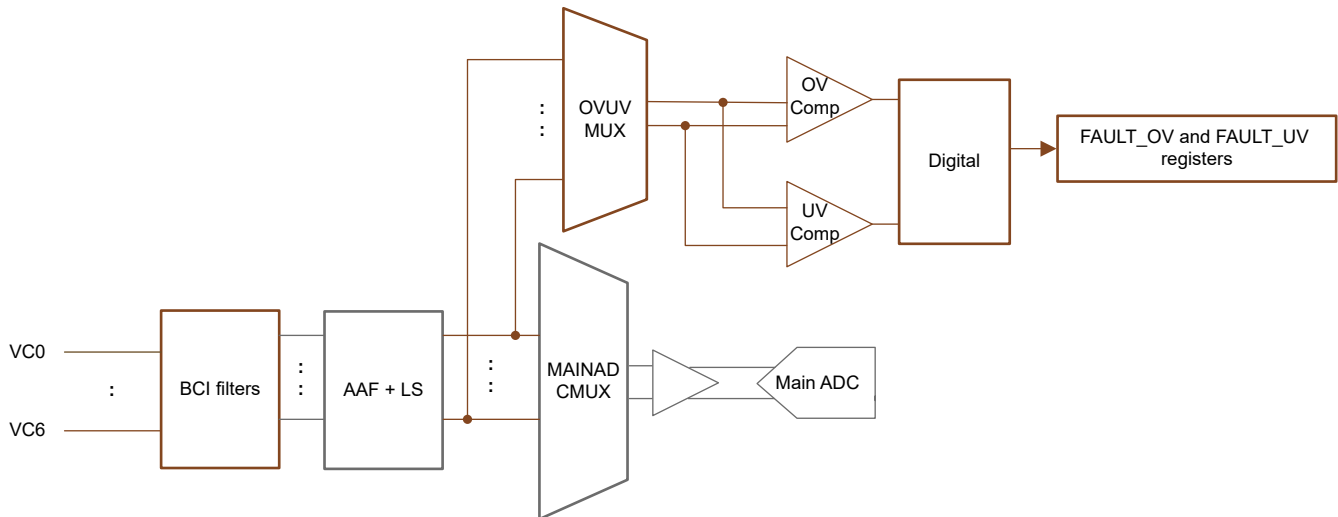 OVUV
MUX
OV
Comp
UV
Comp
Digital
FAULT_OV and FAULT_UV
registers
VC0
:
VC6
BCI filters
:
:
AAF + LS
:
:
:
:
MAINAD
CMUX
Main ADC